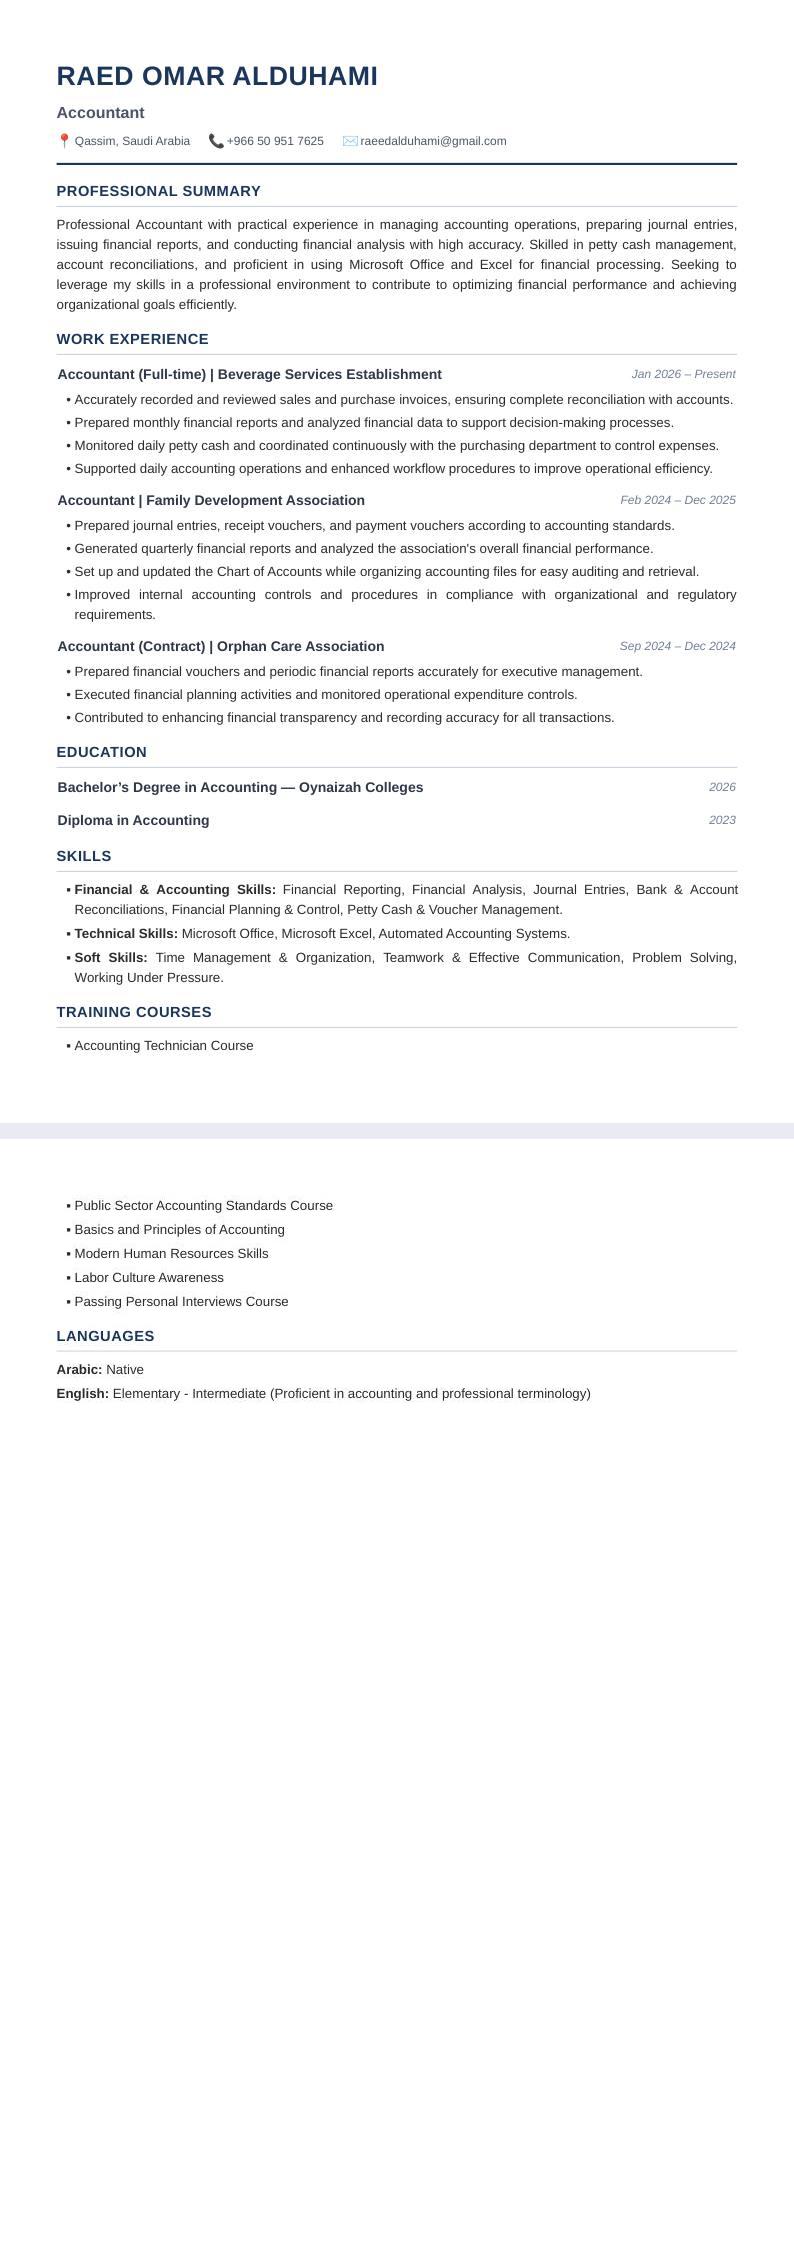 RAED OMAR ALDUHAMI
Accountant
📍 Qassim, Saudi Arabia 📞 +966 50 951 7625 ✉️ raeedalduhami@gmail.com
PROFESSIONAL SUMMARY
Professional Accountant with practical experience in managing accounting operations, preparing journal entries,
issuing financial reports, and conducting financial analysis with high accuracy. Skilled in petty cash management,
account reconciliations, and proficient in using Microsoft Office and Excel for financial processing. Seeking to
leverage my skills in a professional environment to contribute to optimizing financial performance and achieving
organizational goals efficiently.
WORK EXPERIENCE
Accountant (Full-time) | Beverage Services Establishment Jan 2026 – Present
• Accurately recorded and reviewed sales and purchase invoices, ensuring complete reconciliation with accounts.
• Prepared monthly financial reports and analyzed financial data to support decision-making processes.
• Monitored daily petty cash and coordinated continuously with the purchasing department to control expenses.
• Supported daily accounting operations and enhanced workflow procedures to improve operational efficiency.
Accountant | Family Development Association Feb 2024 – Dec 2025
• Prepared journal entries, receipt vouchers, and payment vouchers according to accounting standards.
• Generated quarterly financial reports and analyzed the association's overall financial performance.
• Set up and updated the Chart of Accounts while organizing accounting files for easy auditing and retrieval.
• Improved internal accounting controls and procedures in compliance with organizational and regulatory
requirements.
Accountant (Contract) | Orphan Care Association Sep 2024 – Dec 2024
• Prepared financial vouchers and periodic financial reports accurately for executive management.
• Executed financial planning activities and monitored operational expenditure controls.
• Contributed to enhancing financial transparency and recording accuracy for all transactions.
EDUCATION
Bachelor’s Degree in Accounting — Oynaizah Colleges 2026
Diploma in Accounting 2023
SKILLS
▪ Financial & Accounting Skills: Financial Reporting, Financial Analysis, Journal Entries, Bank & Account
Reconciliations, Financial Planning & Control, Petty Cash & Voucher Management.
▪ Technical Skills: Microsoft Office, Microsoft Excel, Automated Accounting Systems.
▪ Soft Skills: Time Management & Organization, Teamwork & Effective Communication, Problem Solving,
Working Under Pressure.
TRAINING COURSES
▪ Accounting Technician Course
▪ Public Sector Accounting Standards Course
▪ Basics and Principles of Accounting
▪ Modern Human Resources Skills
▪ Labor Culture Awareness
▪ Passing Personal Interviews Course
LANGUAGES
Arabic: Native
English: Elementary - Intermediate (Proficient in accounting and professional terminology)